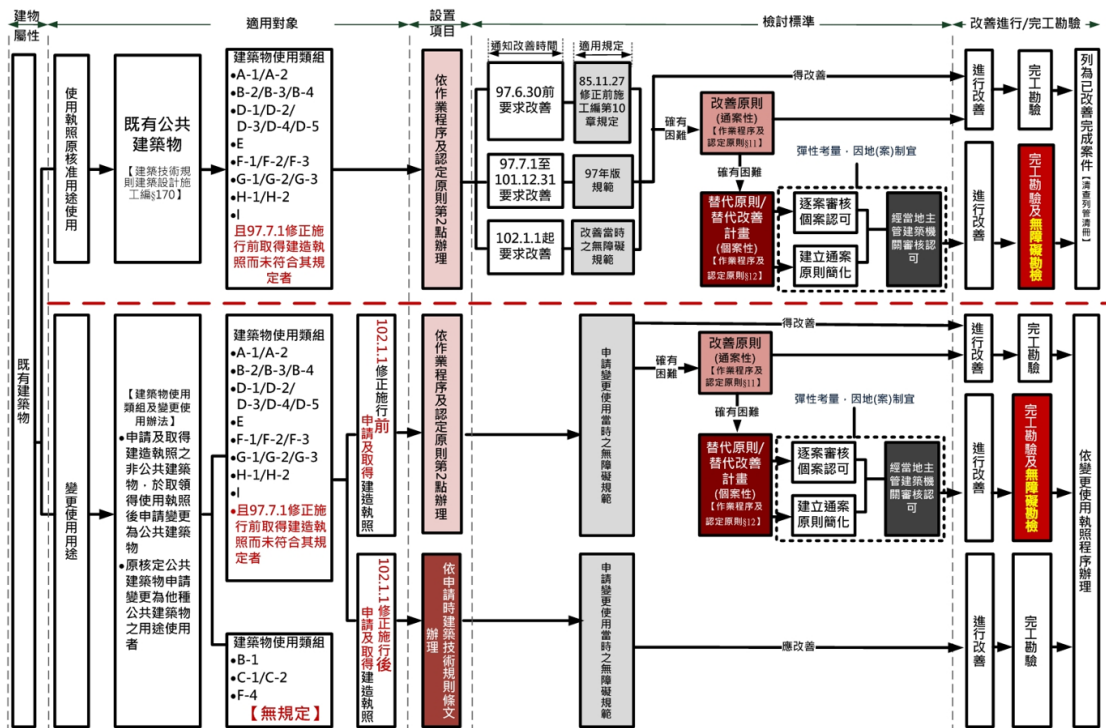 建物
屬性
適用對象
設置
項目
檢討標準
改善進行/完工勘驗
既有建築物
使用執照原核准用途使用
既有公共
建築物
【建築技術規
則建築設計施
工編§170】
建築物使用類組
●A-1/A-2
●B-2/B-3/B-4
●D-1/D-2/
D-3/D-4/D-5
●E
●F-1/F-2/F-3
●G-1/G-2/G-3
●H-1/H-2
●I
且97.7.1修正施
行前取得建造執
照而未符合其規
定者
依作業程序及認定原則第2點辦理
通知改善時間
適用規定
97.6.30前
要求改善
85.11.27
修正前施
工編第10
章規定
97.7.1至
101.12.31
要求改善
97年版
規範
102.1.1起
要求改善
改善當時
之無障礙
規範
得改善
確有
困難
改善原則
(通案性)
【作業程序及
認定原則§11】
確有困難
替代原則/
替代改善
計畫
(個案性)
【作業程序及
認定原則§12】
彈性考量，因地(案)制宜
逐案審核
個案認可
建立通案
原則簡化
經當地主
管建築機
關審核認
可
進行改善
完工勘驗
進行改善
完工勘驗及無障礙勘檢
列為已改善完成案件【清查列管清冊】
變更使用用途
【建築物使用
類組及變更使
用辦法】
●申請及取得
建造執照之
非公共建築
物，於取領
得使用執照
後申請變更
為公共建築
物
●原核定公共
建築物申請
變更為他種
公共建築物
之用途使用
者
建築物使用類組
●A-1/A-2
●B-2/B-3/B-4
●D-1/D-2/
D-3/D-4/D-5
●E
●F-1/F-2/F-3
●G-1/G-2/G-3
●H-1/H-2
●I
●且97.7.1修正施
行前取得建造執
照而未符合其規
定者
建築物使用類組
●B-1
●C-1/C-2
●F-4
【無規定】
102.1.1修正施行前
申請及取得建造執照
依作業程序及認定原則第2點辦理
申請變更使用當時之無障礙規範
得改善
確有
困難
改善原則
(通案性)
【作業程序及
認定原則§11】
確有困難
替代原則/
替代改善
計畫
(個案性)
【作業程序及
認定原則§12】
彈性考量，因地(案)制宜
逐案審核
個案認可
建立通案
原則簡化
經當地主
管建築機
關審核認
可
進行改善
完工勘驗
進行改善
完工勘驗及無障礙勘檢
依變更使用執照程序辦理
102.1.1修正施行後
申請及取得建造執照
依申請時建築技術規則條文
辦理
申請變更使用當時之無障礙規範
應改善
進行改善
完工勘驗